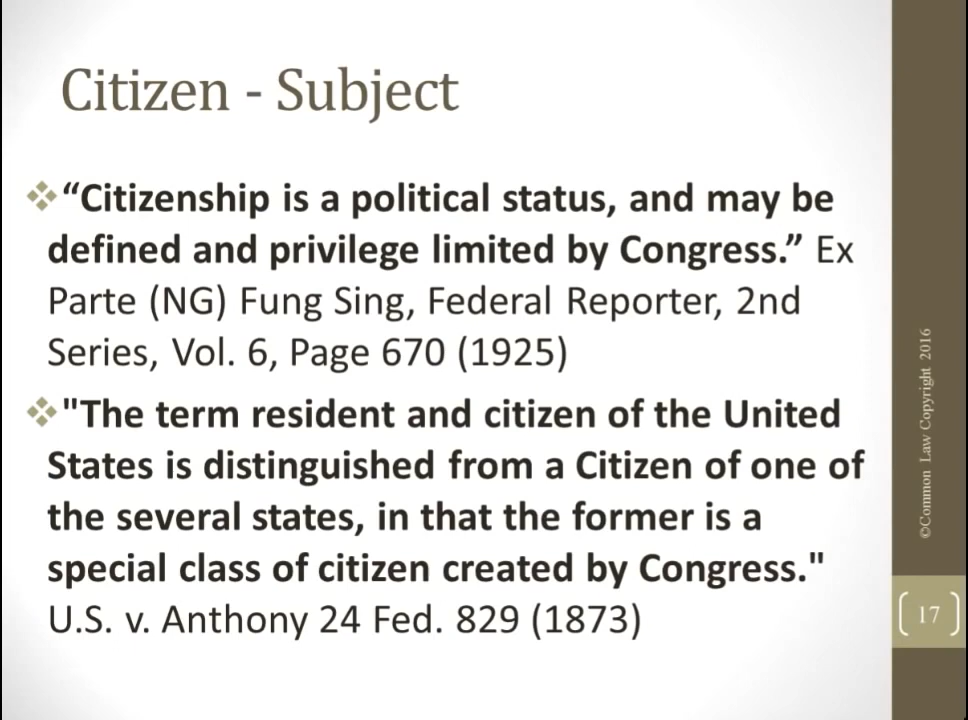 Citizen - Subject
“Citizenship is a political status, and may be
defined and privilege limited by Congress.” Ex
Parte (NG) Fung Sing, Federal Reporter, 2nd
Series, Vol. 6, Page 670 (1925)
"The term resident and citizen of the United
States is distinguished from a Citizen of one of
the several states, in that the former is a
special class of citizen created by Congress."
U.S. v. Anthony 24 Fed. 829 (1873)
©Common Law Copyright 2016
17